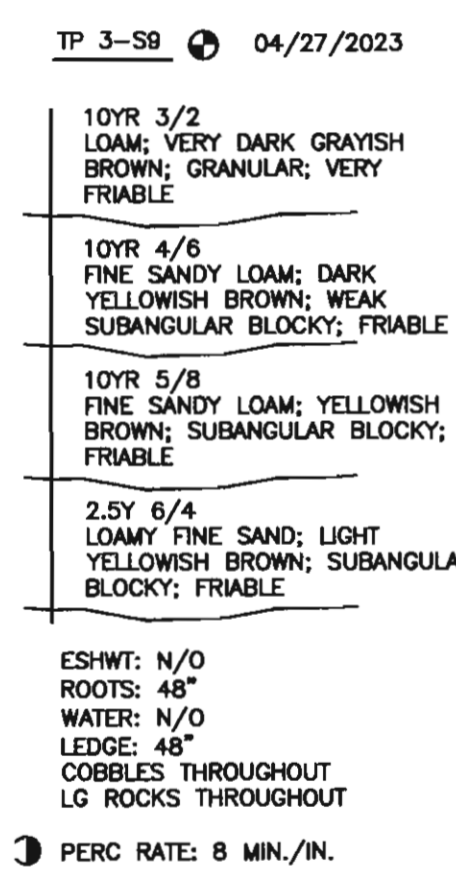 TP 3-S9 04/27/2023
10YR 3/2
LOAM; VERY DARK GRAYISH
BROWN; GRANULAR; VERY
FRIABLE
10YR 4/6
FINE SANDY LOAM; DARK
YELLOWISH BROWN; WEAK
SUBANGULAR BLOCKY; FRIABLE
10YR 5/8
FINE SANDY LOAM; YELLOWISH
BROWN; SUBANGULAR BLOCKY;
FRIABLE
2.5Y 6/4
LOAMY FINE SAND; LIGHT
YELLOWISH BROWN; SUBANGULA
BLOCKY; FRIABLE
ESHWT: N/O
ROOTS: 48"
WATER: N/O
LEDGE: 48"
COBBLES THROUGHOUT
LG ROCKS THROUGHOUT
PERC RATE: 8 MIN./IN.